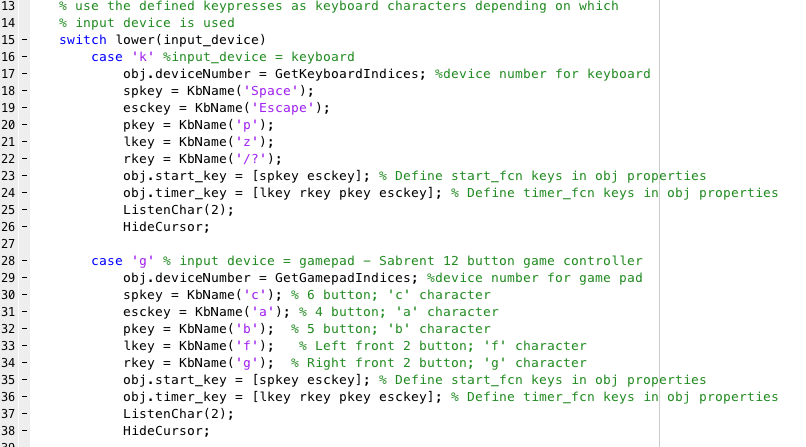 13 % use the defined keypresses as keyboard characters depending on which
14 % input device is used
15 - switch lower(input_device)
16 - case 'k' %input_device = keyboard
17 - obj.deviceNumber = GetKeyboardIndices; %device number for keyboard
18 - spkey = KbName('Space');
19 - esckey = KbName('Escape');
20 - pkey = KbName('p');
21 - lkey = KbName('z');
22 - rkey = KbName('/?');
23 - obj.start_key = [spkey esckey]; % Define start_fcn keys in obj properties
24 - obj.timer_key = [lkey rkey pkey esckey]; % Define timer_fcn keys in obj properties
25 - ListenChar(2);
26 - HideCursor;
27
28 - case 'g' % input device = gamepad – Sabrent 12 button game controller
29 - obj.deviceNumber = GetGamepadIndices; %device number for game pad
30 - spkey = KbName('c'); % 6 button; 'c' character
31 - esckey = KbName('a'); % 4 button; 'a' character
32 - pkey = KbName('b'); % 5 button; 'b' character
33 - lkey = KbName('f'); % Left front 2 button; 'f' character
34 - rkey = KbName('g'); % Right front 2 button; 'g' character
35 - obj.start_key = [spkey esckey]; % Define start_fcn keys in obj properties
36 - obj.timer_key = [lkey rkey pkey esckey]; % Define timer_fcn keys in obj properties
37 - ListenChar(2);
38 - HideCursor;